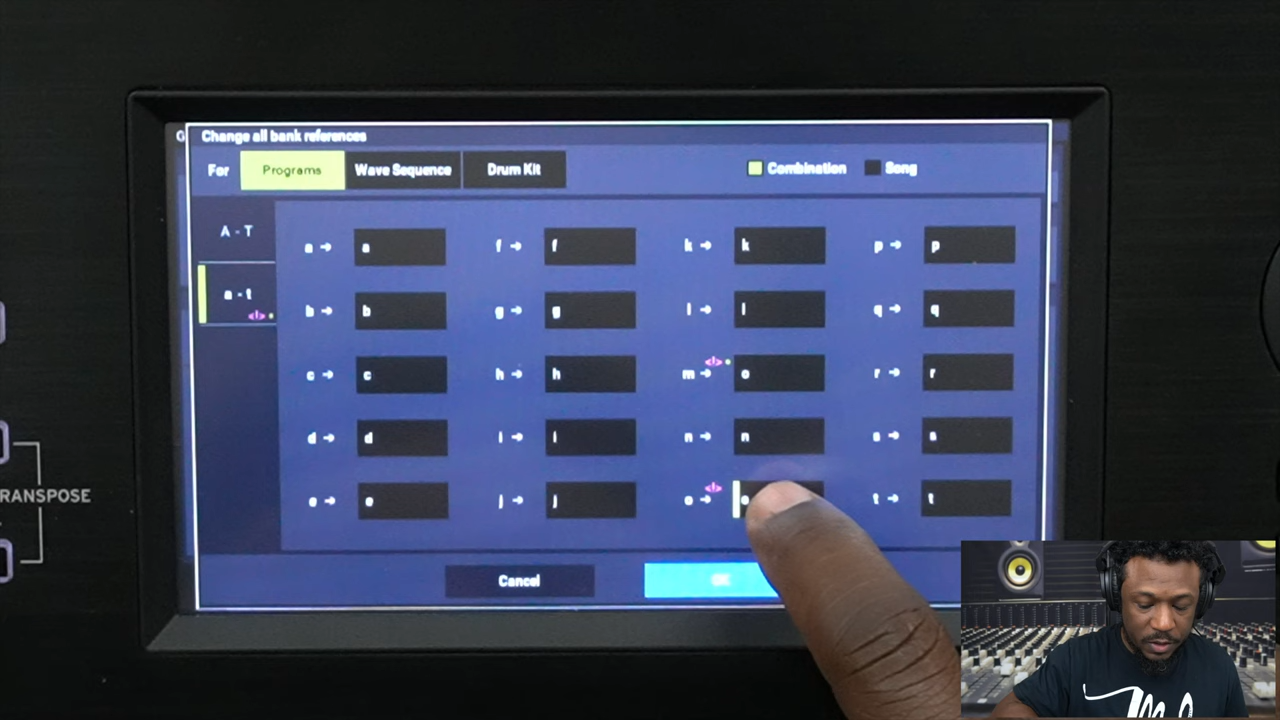 Change all bank references
For Programs Wave Sequence Drum Kit Combination Song
A - T
a a f f k k p p
a - t
b b g g l l q q
c c h h m o r r
d d i i n n s s
e e j j o t t
Cancel
RANSPOSE